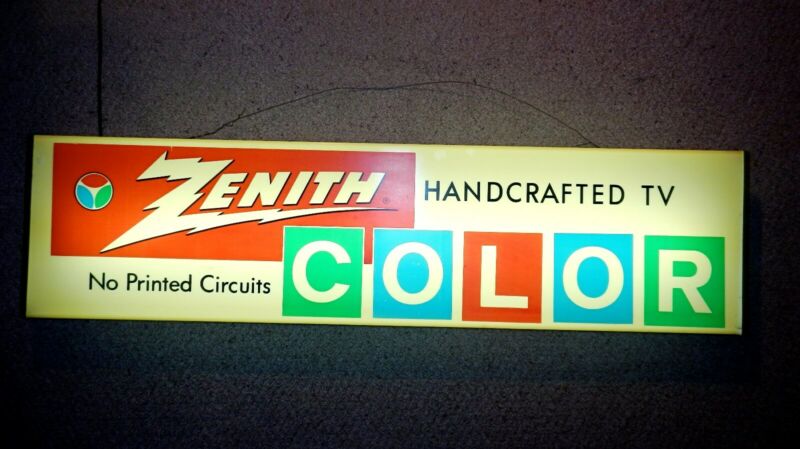 ZENITH®
HANDCRAFTED TV
COLOR
No Printed Circuits